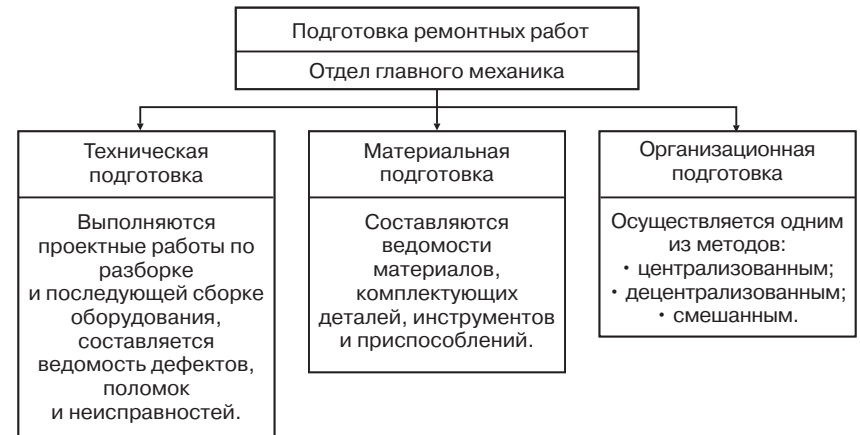 Подготовка ремонтных работ
Отдел главного механика
Техническая
подготовка
Выполняются
проектные работы по
разборке
и последующей сборке
оборудования,
составляется
ведомость дефектов,
поломок
и неисправностей.
Материальная
подготовка
Составляются
ведомости
материалов,
комплектующих
деталей, инструментов
и приспособлений.
Организационная
подготовка
Осуществляется одним
из методов:
• централизованным;
• децентрализованным;
• смешанным.